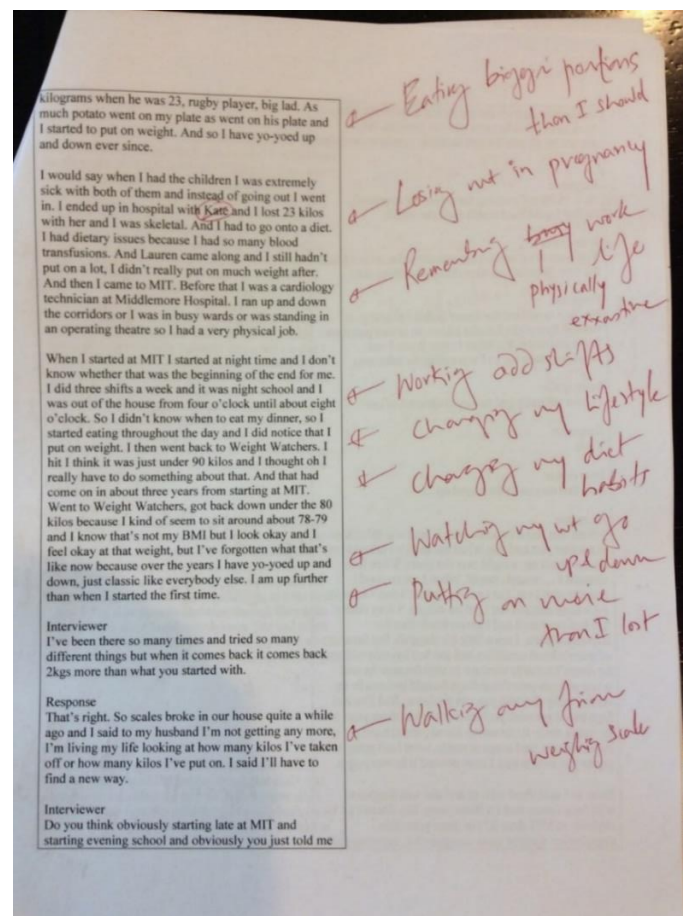 kilograms when he was 23, rugby player, big lad. As
much potato went on my plate as went on his plate and
I started to put on weight. And so I have yo-yoed up
and down ever since.
I would say when I had the children I was extremely
sick with both of them and instead of going out I went
in. I ended up in hospital with Kate and I lost 23 kilos
with her and I was skeletal. And I had to go onto a diet.
I had dietary issues because I had so many blood
transfusions. And Lauren came along and I still hadn't
put on a lot, I didn't really put on much weight after.
And then I came to MIT. Before that I was a cardiology
technician at Middlemore Hospital. I ran up and down
the corridors or I was in busy wards or was standing in
an operating theatre so I had a very physical job.
When I started at MIT I started at night time and I don't
know whether that was the beginning of the end for me.
I did three shifts a week and it was night school and I
was out of the house from four o'clock until about eight
o'clock. So I didn't know when to eat my dinner, so I
started eating throughout the day and I did notice that I
put on weight. I then went back to Weight Watchers. I
hit I think it was just under 90 kilos and I thought oh I
really have to do something about that. And that had
come on in about three years from starting at MIT.
Went to Weight Watchers, got back down under the 80
kilos because I kind of seem to sit around about 78-79
and I know that's not my BMI but I look okay and I
feel okay at that weight, but I've forgotten what that's
like now because over the years I have yo-yoed up and
down, just classic like everybody else. I am up further
than when I started the first time.
Interviewer
I've been there so many times and tried so many
different things but when it comes back it comes back
2kgs more than what you started with.
Response
That's right. So scales broke in our house quite a while
ago and I said to my husband I'm not getting any more,
I'm living my life looking at how many kilos I've taken
off or how many kilos I've put on. I said I'll have to
find a new way.
Interviewer
Do you think obviously starting late at MIT and
starting evening school and obviously you just told me
Eating bigger portions
than I should
Losing wt in pregnancy
Remembering busy work
life
physically
exxastive
Working odd shifts
Changing my lifestyle
Changing my diet
habits
Watching my wt go
up & down
Putting on more
than I lost
Walking away from
weighing scale